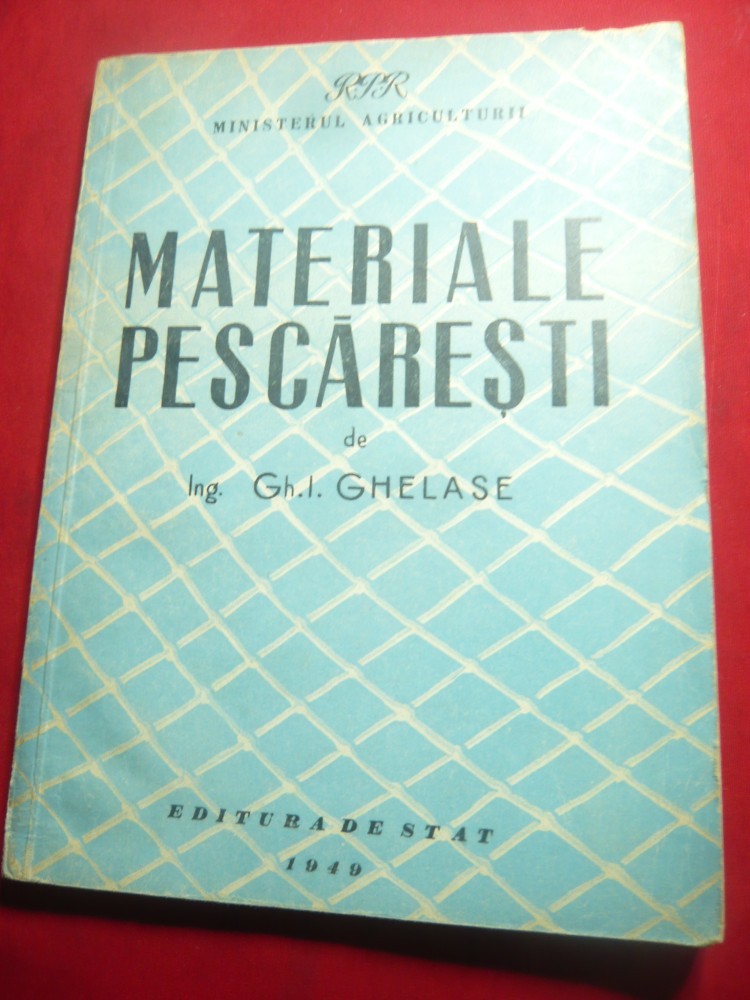 RPR
MINISTERUL AGRICULTURII
MATERIALE
PESCĂREȘTI
de
Ing. Gh.I. GHELASE
EDITURA DE STAT
1949